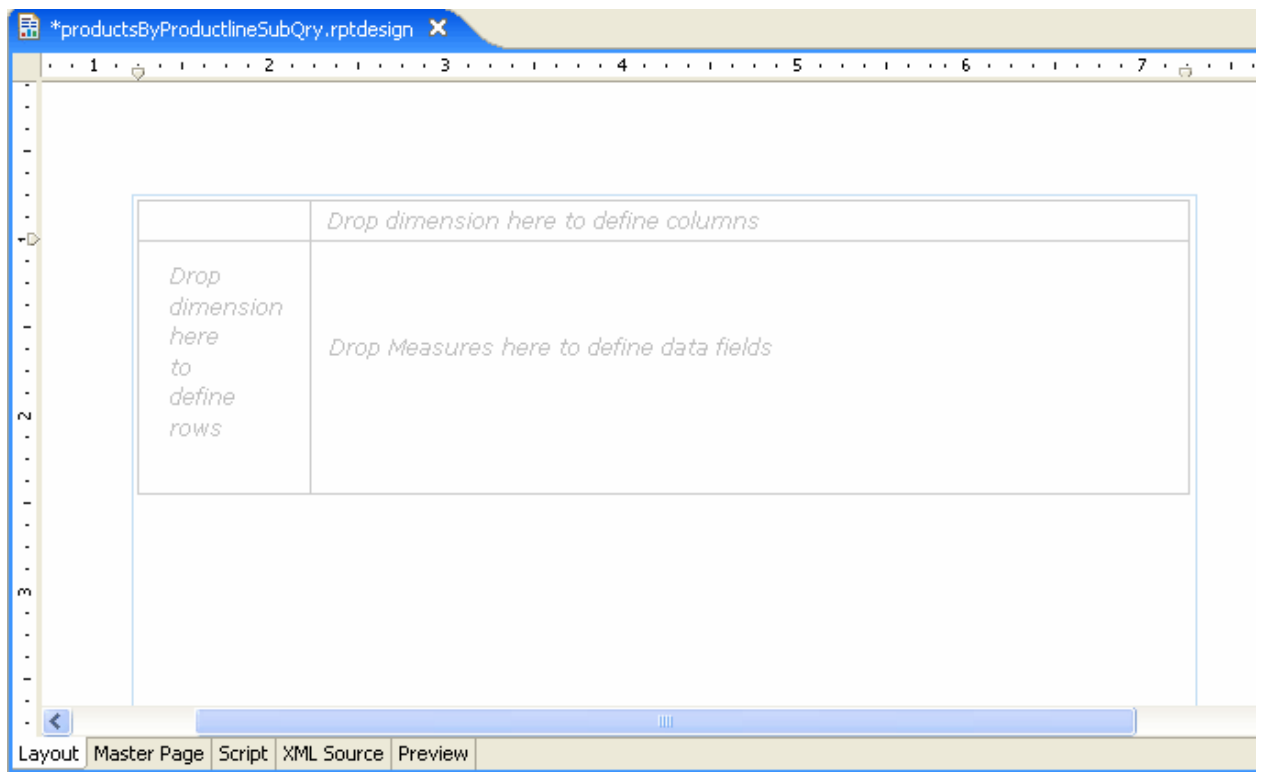 *productsByProductlineSubQry.rptdesign
1 2 3 4 5 6 7
Drop dimension here to define columns
Drop
dimension
here
to
define
rows
Drop Measures here to define data fields
1
2
3
Layout Master Page Script XML Source Preview